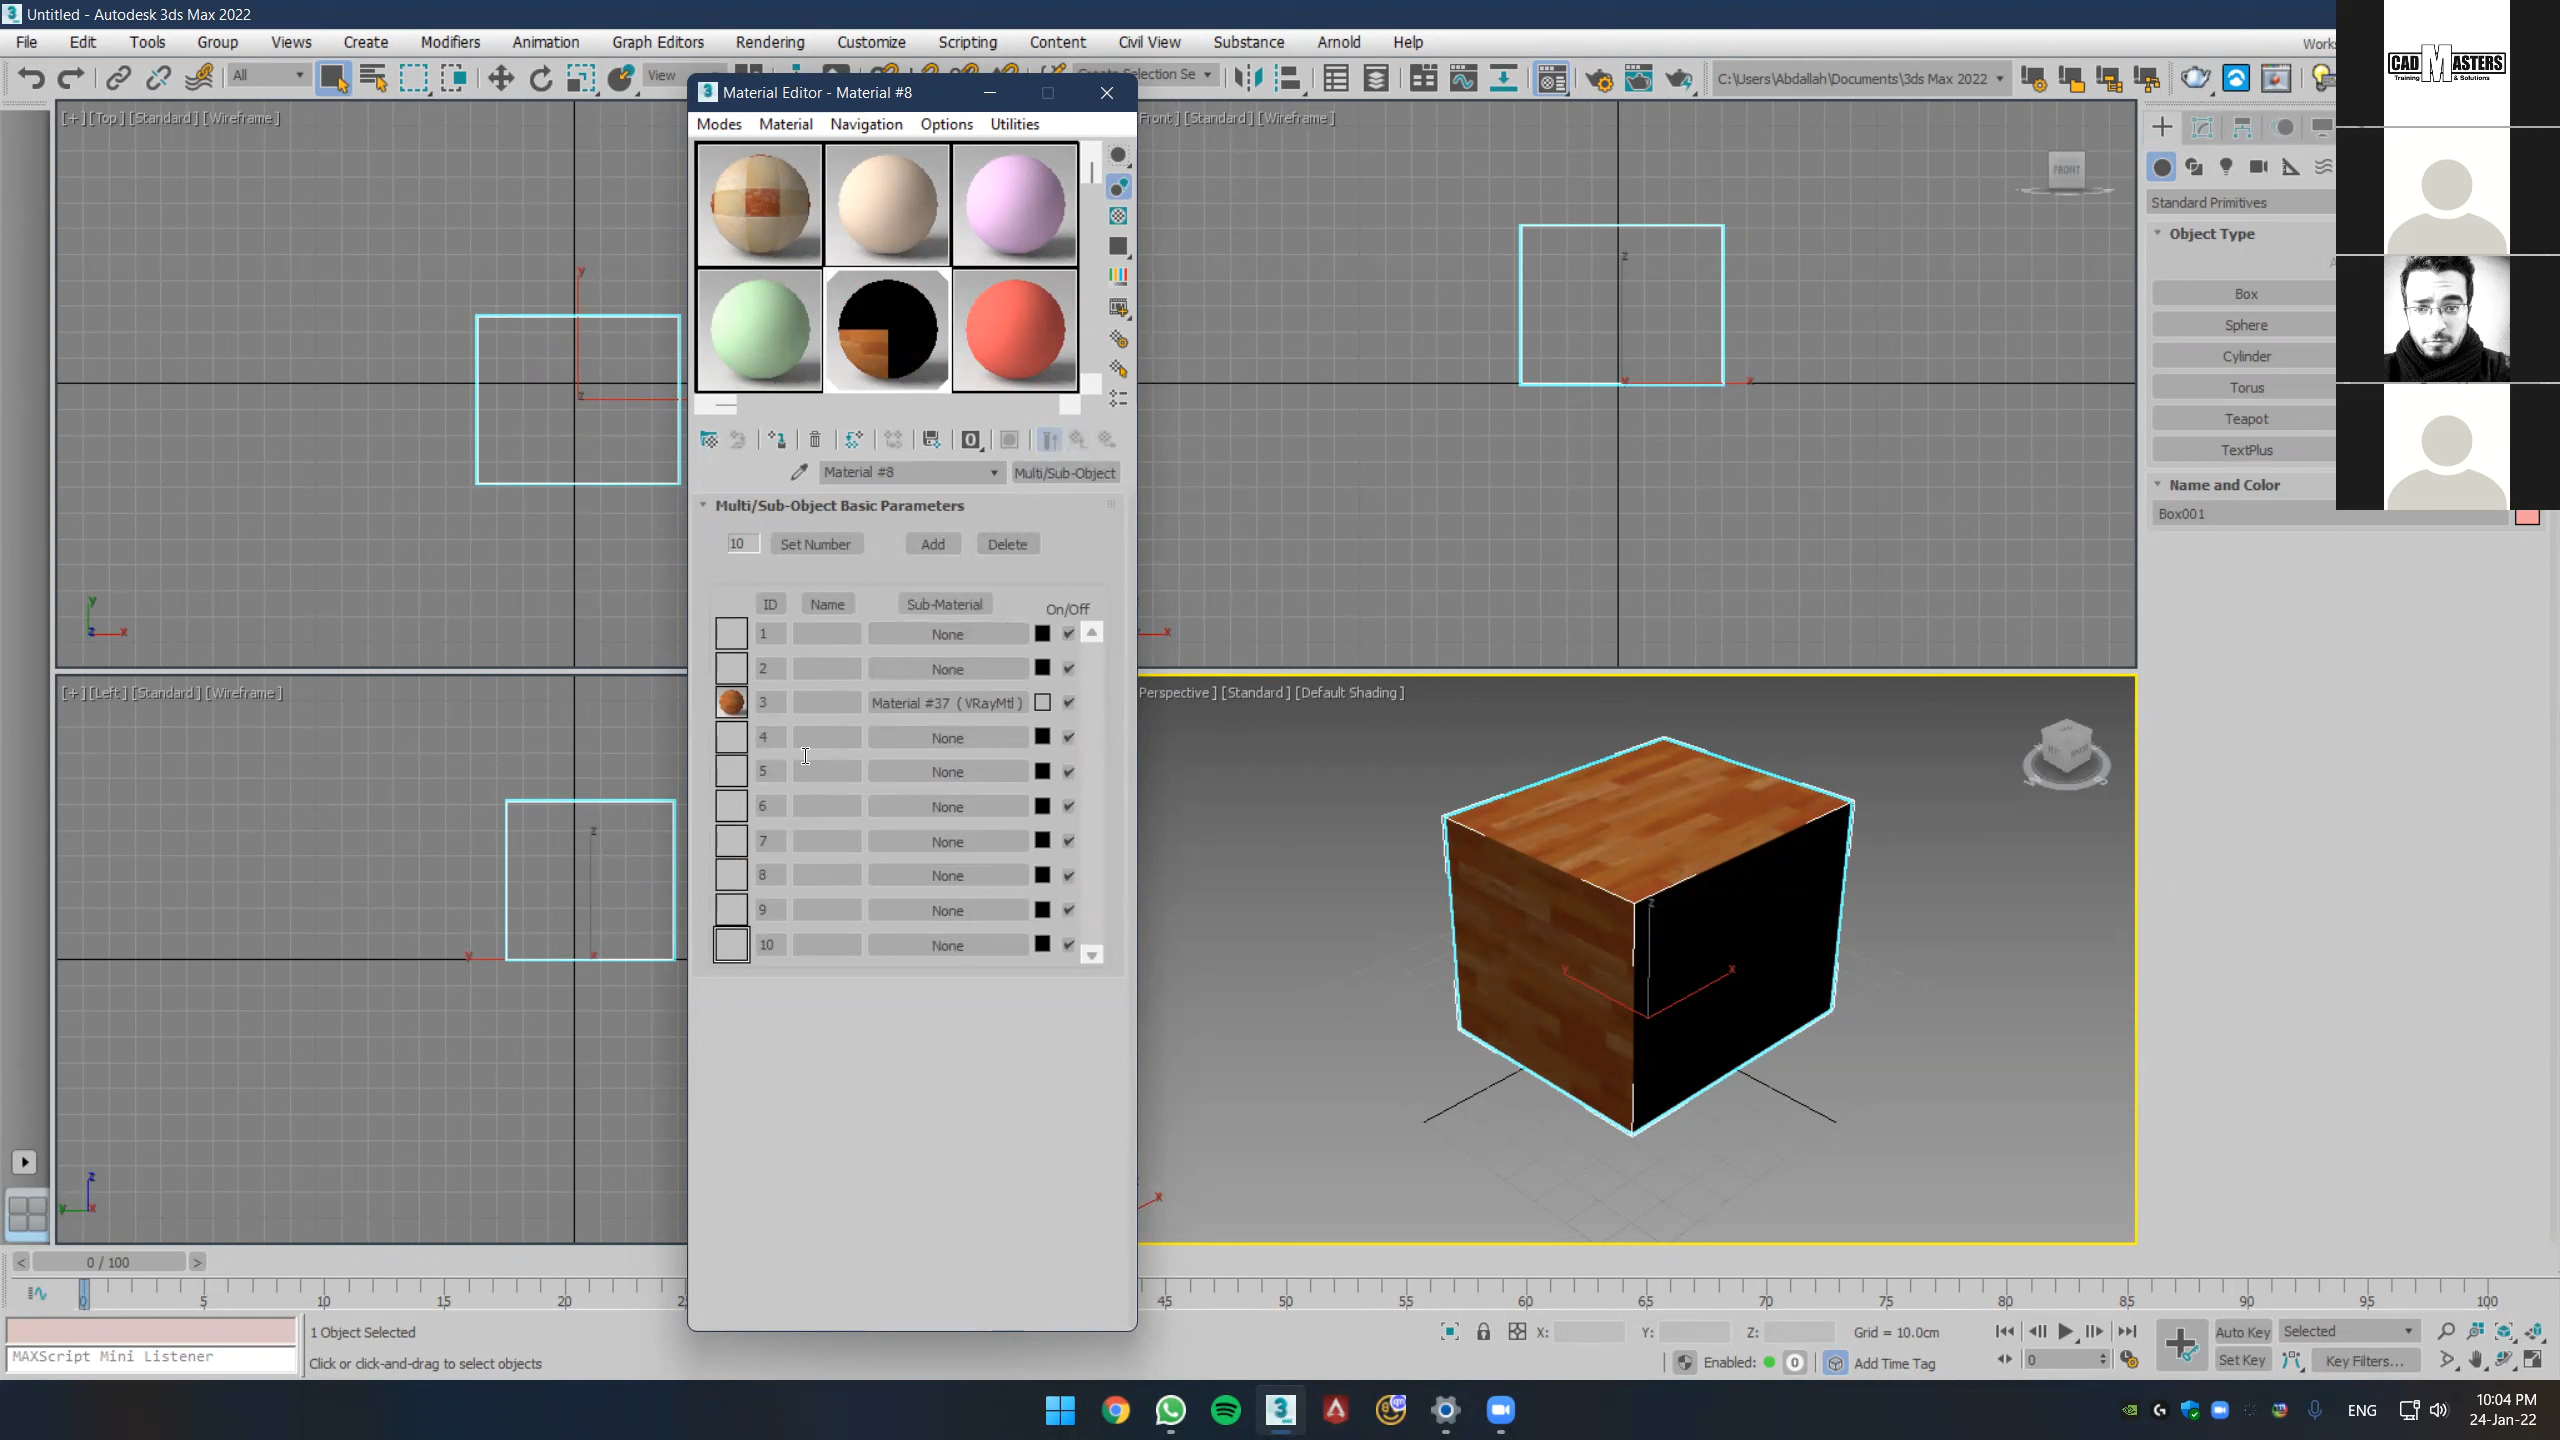 Untitled - Autodesk 3ds Max 2022
File Edit Tools Group Views Create Modifiers Animation Graph Editors Rendering Customize Scripting Content Civil View Substance Arnold Help
All
View
C:\Users\Abdallah\Documents\3ds Max 2022
CAD MASTERS
Training & Solutions
Material Editor - Material #8
Modes Material Navigation Options Utilities
[+] [Top] [Standard] [Wireframe]
Front] [Standard] [Wireframe]
FRONT
Standard Primitives
Object Type
Box
Sphere
Cylinder
Torus
Teapot
TextPlus
Name and Color
Box001
Material #8
Multi/Sub-Object
Multi/Sub-Object Basic Parameters
10 Set Number Add Delete
ID Name Sub-Material On/Off
1 None
2 None
3 Material #37 (VRayMtl)
4 None
5 None
6 None
7 None
8 None
9 None
10 None
[+] [Left] [Standard] [Wireframe]
Perspective] [Standard] [Default Shading]
y
x
z
0 / 100
0 5 10 15 20 45 50 55 60 65 70 75 80 85 90 95 100
1 Object Selected
MAXScript Mini Listener
Click or click-and-drag to select objects
X: Y: Z: Grid = 10.0cm
Enabled: 0 Add Time Tag
Auto Key Selected
0 Set Key Key Filters...
ENG
10:04 PM
24-Jan-22